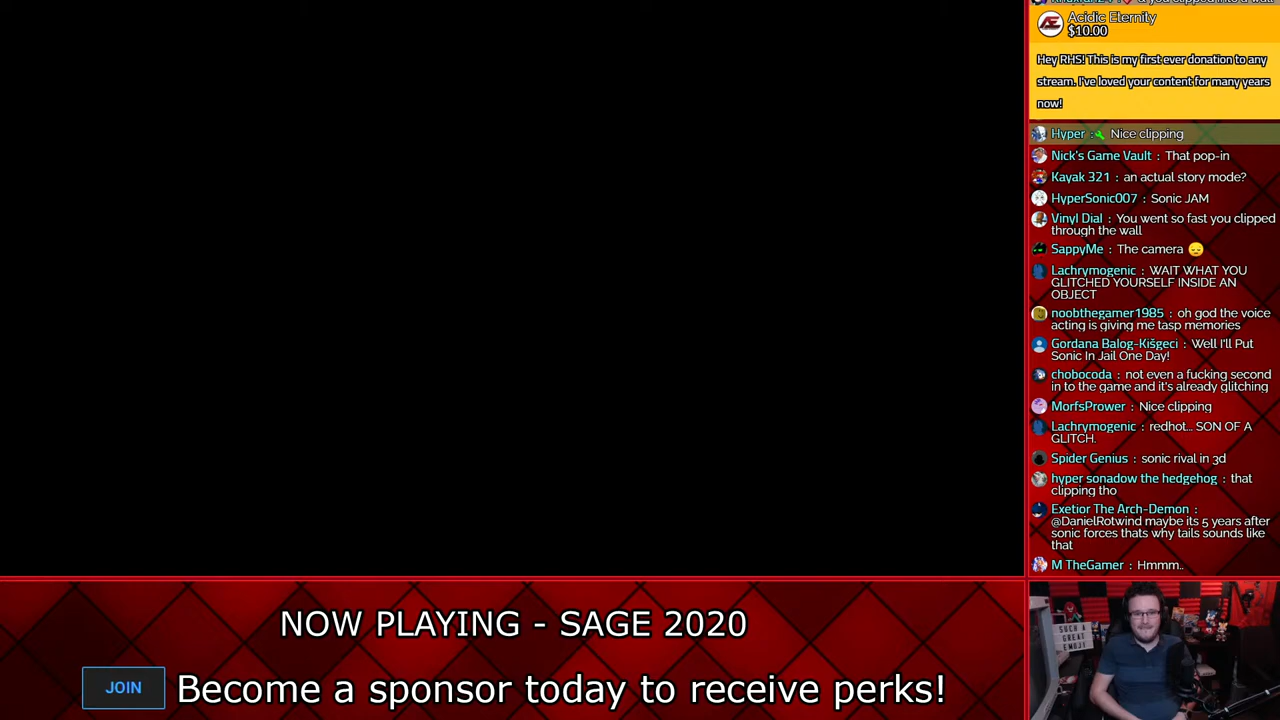 Acidic Eternity
$10.00
Hey RHS! This is my first ever donation to any
stream. I've loved your content for many years
now!
Hyper : Nice clipping
Nick's Game Vault : That pop-in
Kayak 321 : an actual story mode?
HyperSonic007 : Sonic JAM
Vinyl Dial : You went so fast you clipped
through the wall
SappyMe : The camera 😔
Lachrymogenic : WAIT WHAT YOU
GLITCHED YOURSELF INSIDE AN
OBJECT
noobthegamer1985 : oh god the voice
acting is giving me tasp memories
Gordana Balog-Kišgeci : Well I'll Put
Sonic In Jail One Day!
chobocoda : not even a fucking second
in to the game and it's already glitching
MorfsPrower : Nice clipping
Lachrymogenic : redhot... SON OF A
GLITCH.
Spider Genius : sonic rival in 3d
hyper sonadow the hedgehog : that
clipping tho
Exetior The Arch-Demon :
@DanielRotwind maybe its 5 years after
sonic forces thats why tails sounds like
that
M TheGamer : Hmmm..
NOW PLAYING - SAGE 2020
JOIN
Become a sponsor today to receive perks!
SUCH A
GREAT
EMOJI